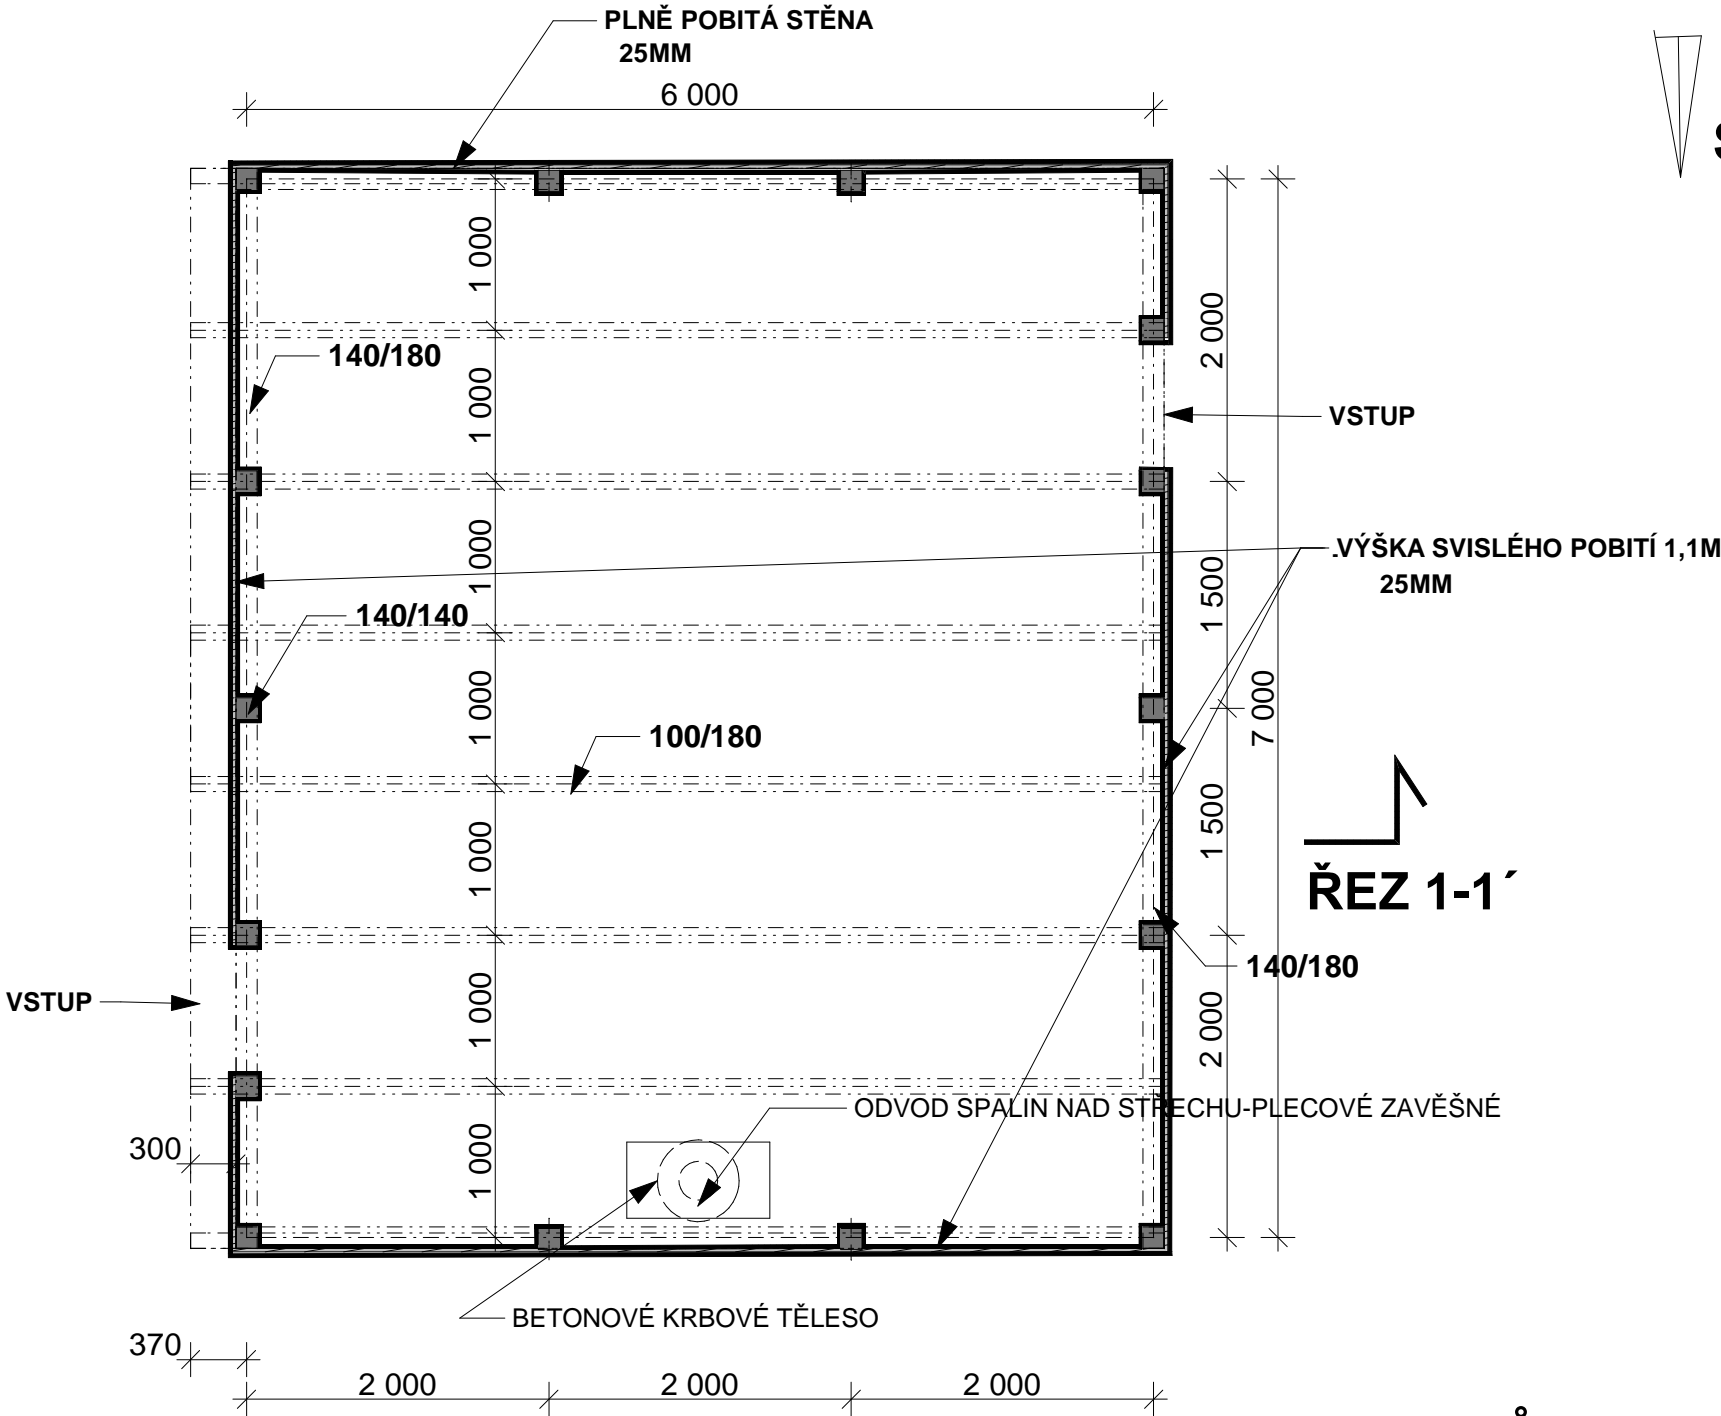 PLNĚ POBITÁ STĚNA
25MM
6 000
S
1 000
2 000
140/180
1 000
VSTUP
1 000
VÝŠKA SVISLÉHO POBITÍ 1,1M
25MM
1 500
140/140
1 000
7 000
100/180
1 000
1 500
ŘEZ 1-1´
140/180
VSTUP
1 000
2 000
ODVOD SPALIN NAD STŘECHU-PLECOVÉ ZAVĚŠNÉ
300
1 000
BETONOVÉ KRBOVÉ TĚLESO
370
2 000
2 000
2 000